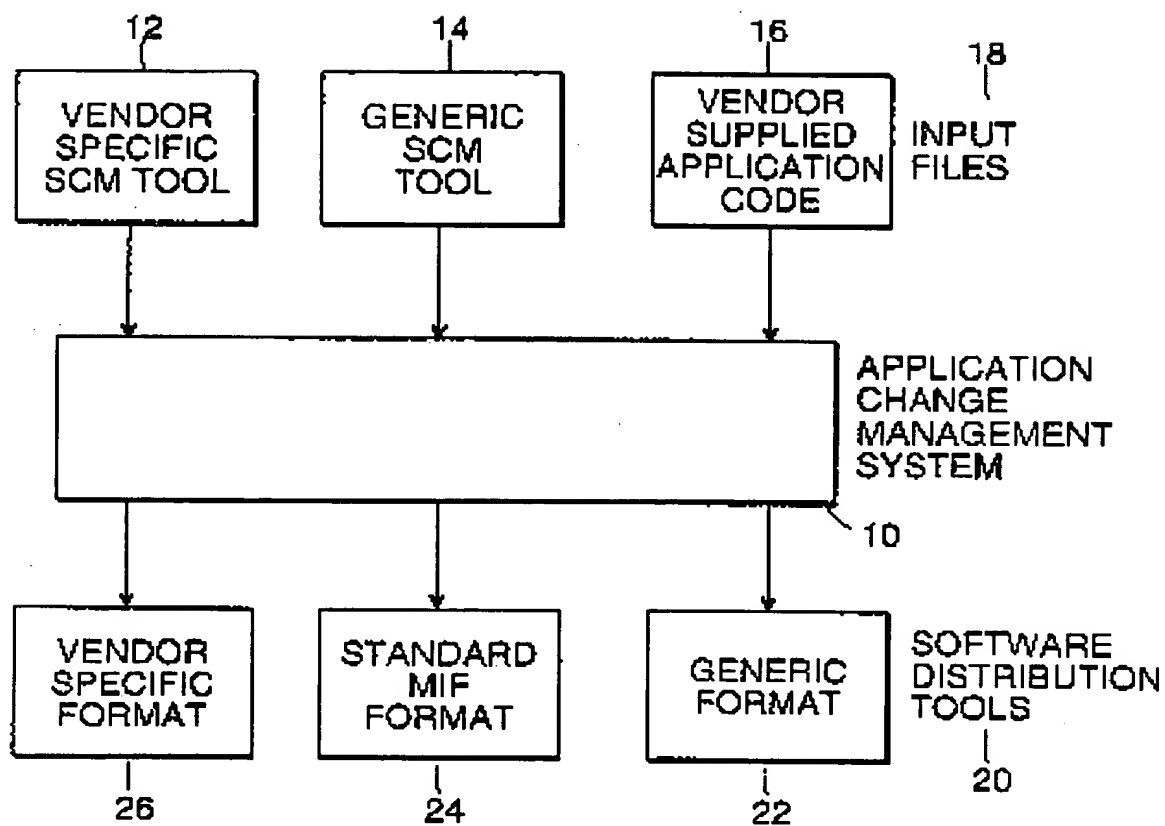 12
14
16
18
VENDOR
SPECIFIC
SCM TOOL
GENERIC
SCM
TOOL
VENDOR
SUPPLIED
APPLICATION
CODE
INPUT
FILES
APPLICATION
CHANGE
MANAGEMENT
SYSTEM
10
VENDOR
SPECIFIC
FORMAT
STANDARD
MIF
FORMAT
GENERIC
FORMAT
SOFTWARE
DISTRIBUTION
TOOLS
26
24
22
20